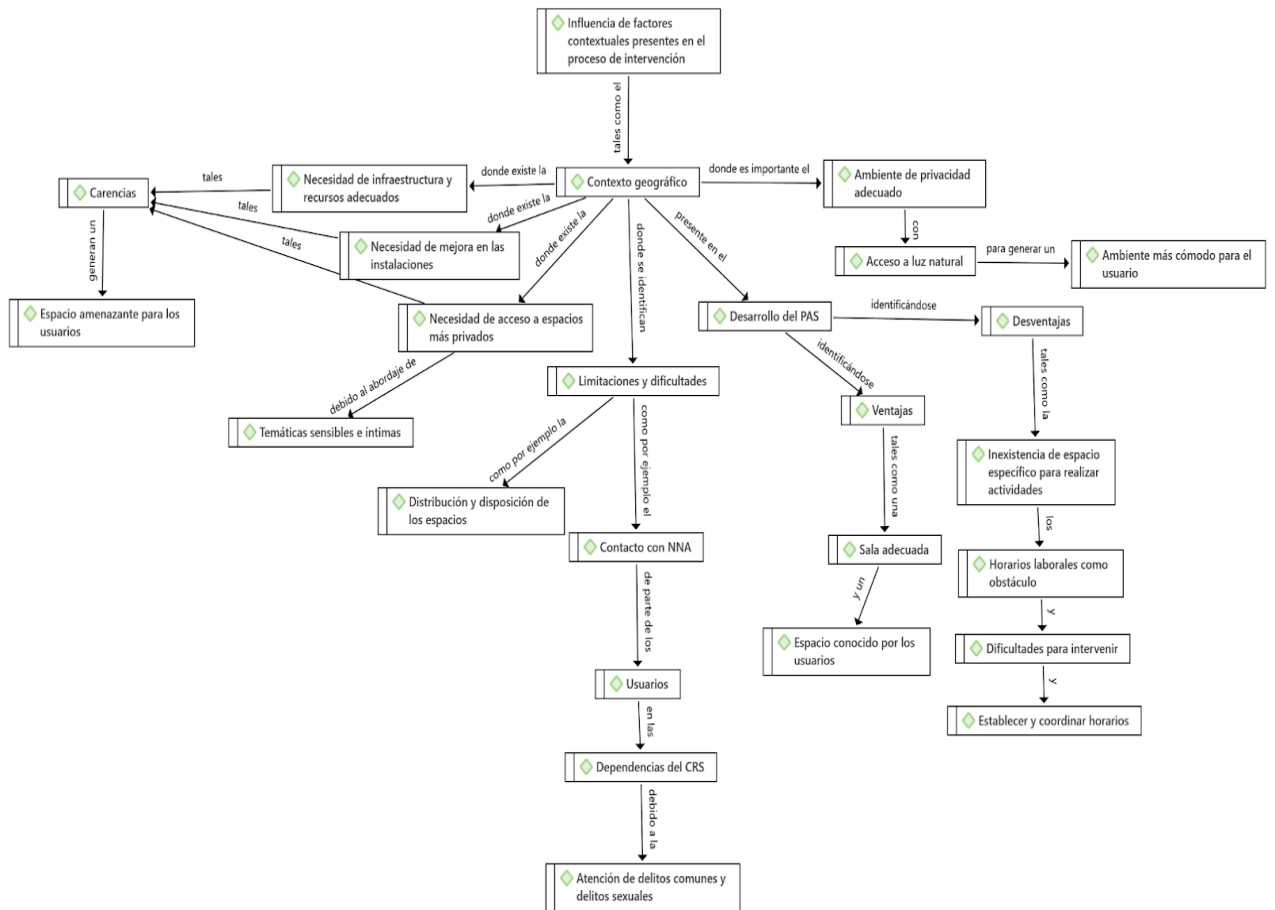 Influencia de factores
contextuales presentes en el
proceso de intervención
tales como el
Contexto geográfico
donde existe la
Necesidad de infraestructura y
recursos adecuados
tales
Carencias
donde existe la
Necesidad de mejora en las
instalaciones
tales
donde existe la
Necesidad de acceso a espacios
más privados
tales
generan un
Espacio amenazante para los
usuarios
debido al abordaje de
Temáticas sensibles e íntimas
donde se identifican
Limitaciones y dificultades
como por ejemplo la
Distribución y disposición de
los espacios
como por ejemplo el
Contacto con NNA
de parte de los
Usuarios
en las
Dependencias del CRS
debido a la
Atención de delitos comunes y
delitos sexuales
presente en el
Desarrollo del PAS
identificándose
Ventajas
tales como una
Sala adecuada
y un
Espacio conocido por los
usuarios
identificándose
Desventajas
tales como la
Inexistencia de espacio
específico para realizar
actividades
los
Horarios laborales como
obstáculo
y
Dificultades para intervenir
y
Establecer y coordinar horarios
donde es importante el
Ambiente de privacidad
adecuado
con
Acceso a luz natural
para generar un
Ambiente más cómodo para el
usuario